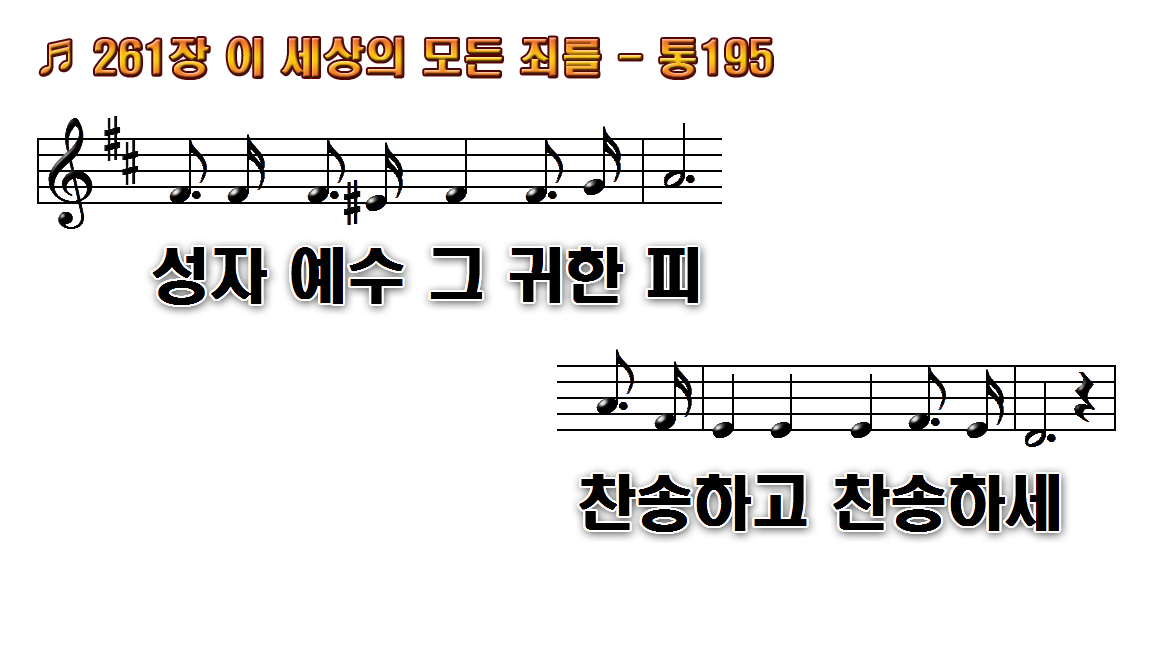 ♬ 261장 이 세상의 모든 죄를 - 통195
성자 예수 그 귀한 피
찬송하고 찬송하세